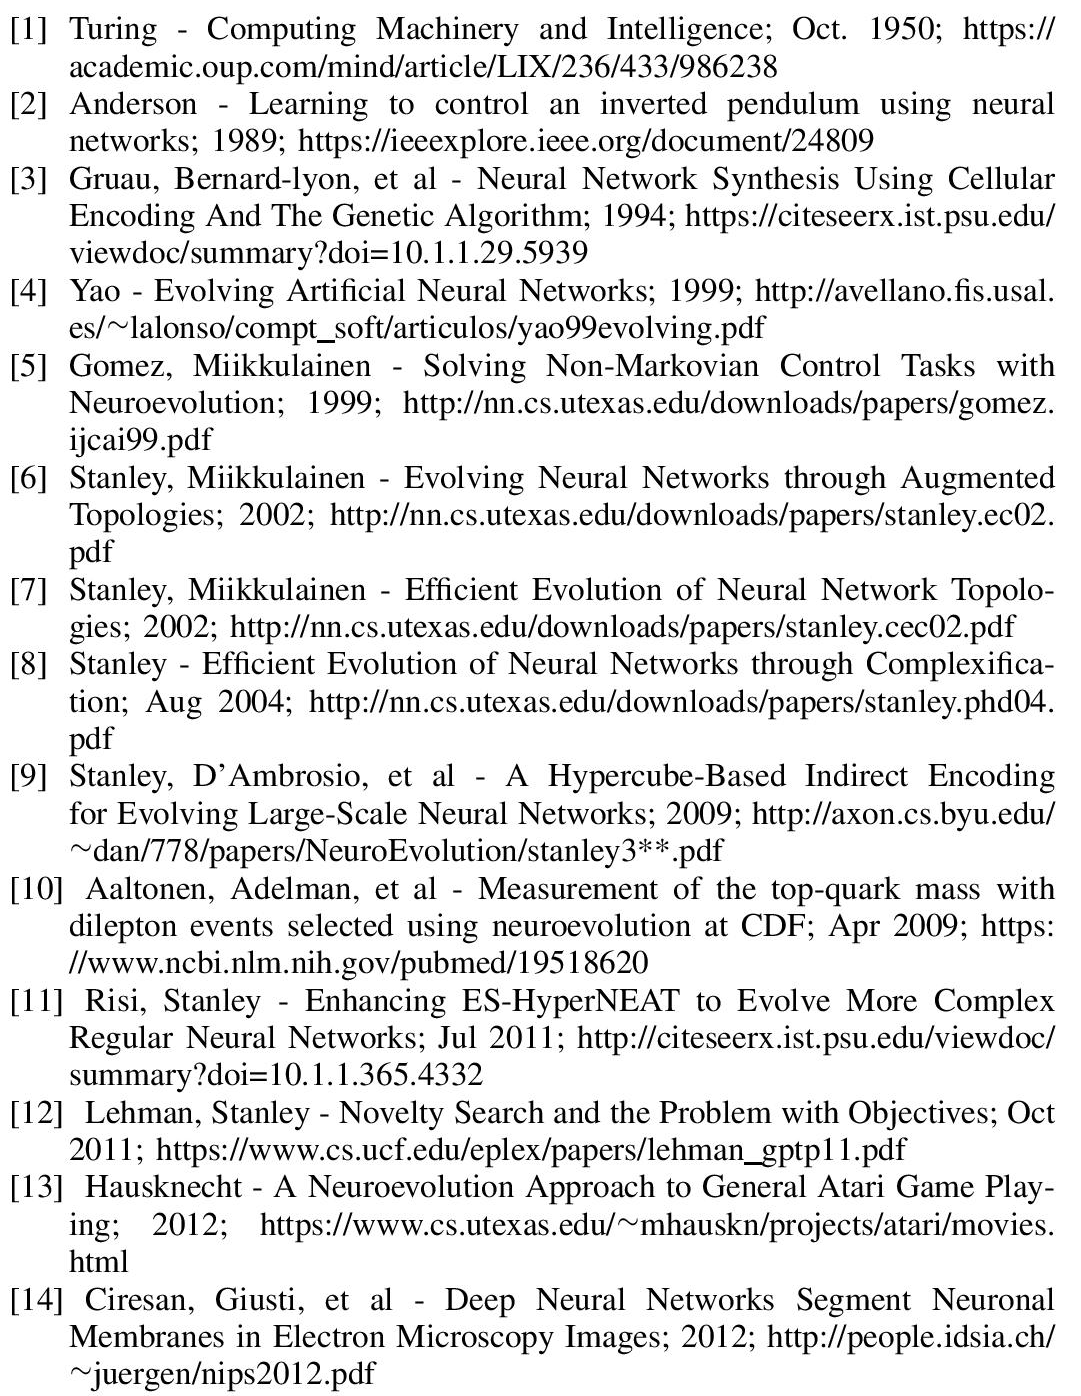 [1] Turing - Computing Machinery and Intelligence; Oct. 1950; https://
academic.oup.com/mind/article/LIX/236/433/986238
[2] Anderson - Learning to control an inverted pendulum using neural
networks; 1989; https://ieeexplore.ieee.org/document/24809
[3] Gruau, Bernard-lyon, et al - Neural Network Synthesis Using Cellular
Encoding And The Genetic Algorithm; 1994; https://citeseerx.ist.psu.edu/
viewdoc/summary?doi=10.1.1.29.5939
[4] Yao - Evolving Artificial Neural Networks; 1999; http://avellano.fis.usal.
es/~lalonso/compt_soft/articulos/yao99evolving.pdf
[5] Gomez, Miikkulainen - Solving Non-Markovian Control Tasks with
Neuroevolution; 1999; http://nn.cs.utexas.edu/downloads/papers/gomez.
ijcai99.pdf
[6] Stanley, Miikkulainen - Evolving Neural Networks through Augmented
Topologies; 2002; http://nn.cs.utexas.edu/downloads/papers/stanley.ec02.
pdf
[7] Stanley, Miikkulainen - Efficient Evolution of Neural Network Topolo-
gies; 2002; http://nn.cs.utexas.edu/downloads/papers/stanley.cec02.pdf
[8] Stanley - Efficient Evolution of Neural Networks through Complexifica-
tion; Aug 2004; http://nn.cs.utexas.edu/downloads/papers/stanley.phd04.
pdf
[9] Stanley, D’Ambrosio, et al - A Hypercube-Based Indirect Encoding
for Evolving Large-Scale Neural Networks; 2009; http://axon.cs.byu.edu/
~dan/778/papers/NeuroEvolution/stanley3**.pdf
[10] Aaltonen, Adelman, et al - Measurement of the top-quark mass with
dilepton events selected using neuroevolution at CDF; Apr 2009; https:
//www.ncbi.nlm.nih.gov/pubmed/19518620
[11] Risi, Stanley - Enhancing ES-HyperNEAT to Evolve More Complex
Regular Neural Networks; Jul 2011; http://citeseerx.ist.psu.edu/viewdoc/
summary?doi=10.1.1.365.4332
[12] Lehman, Stanley - Novelty Search and the Problem with Objectives; Oct
2011; https://www.cs.ucf.edu/eplex/papers/lehman_gptp11.pdf
[13] Hausknecht - A Neuroevolution Approach to General Atari Game Play-
ing; 2012; https://www.cs.utexas.edu/~mhauskn/projects/atari/movies.
html
[14] Ciresan, Giusti, et al - Deep Neural Networks Segment Neuronal
Membranes in Electron Microscopy Images; 2012; http://people.idsia.ch/
~juergen/nips2012.pdf